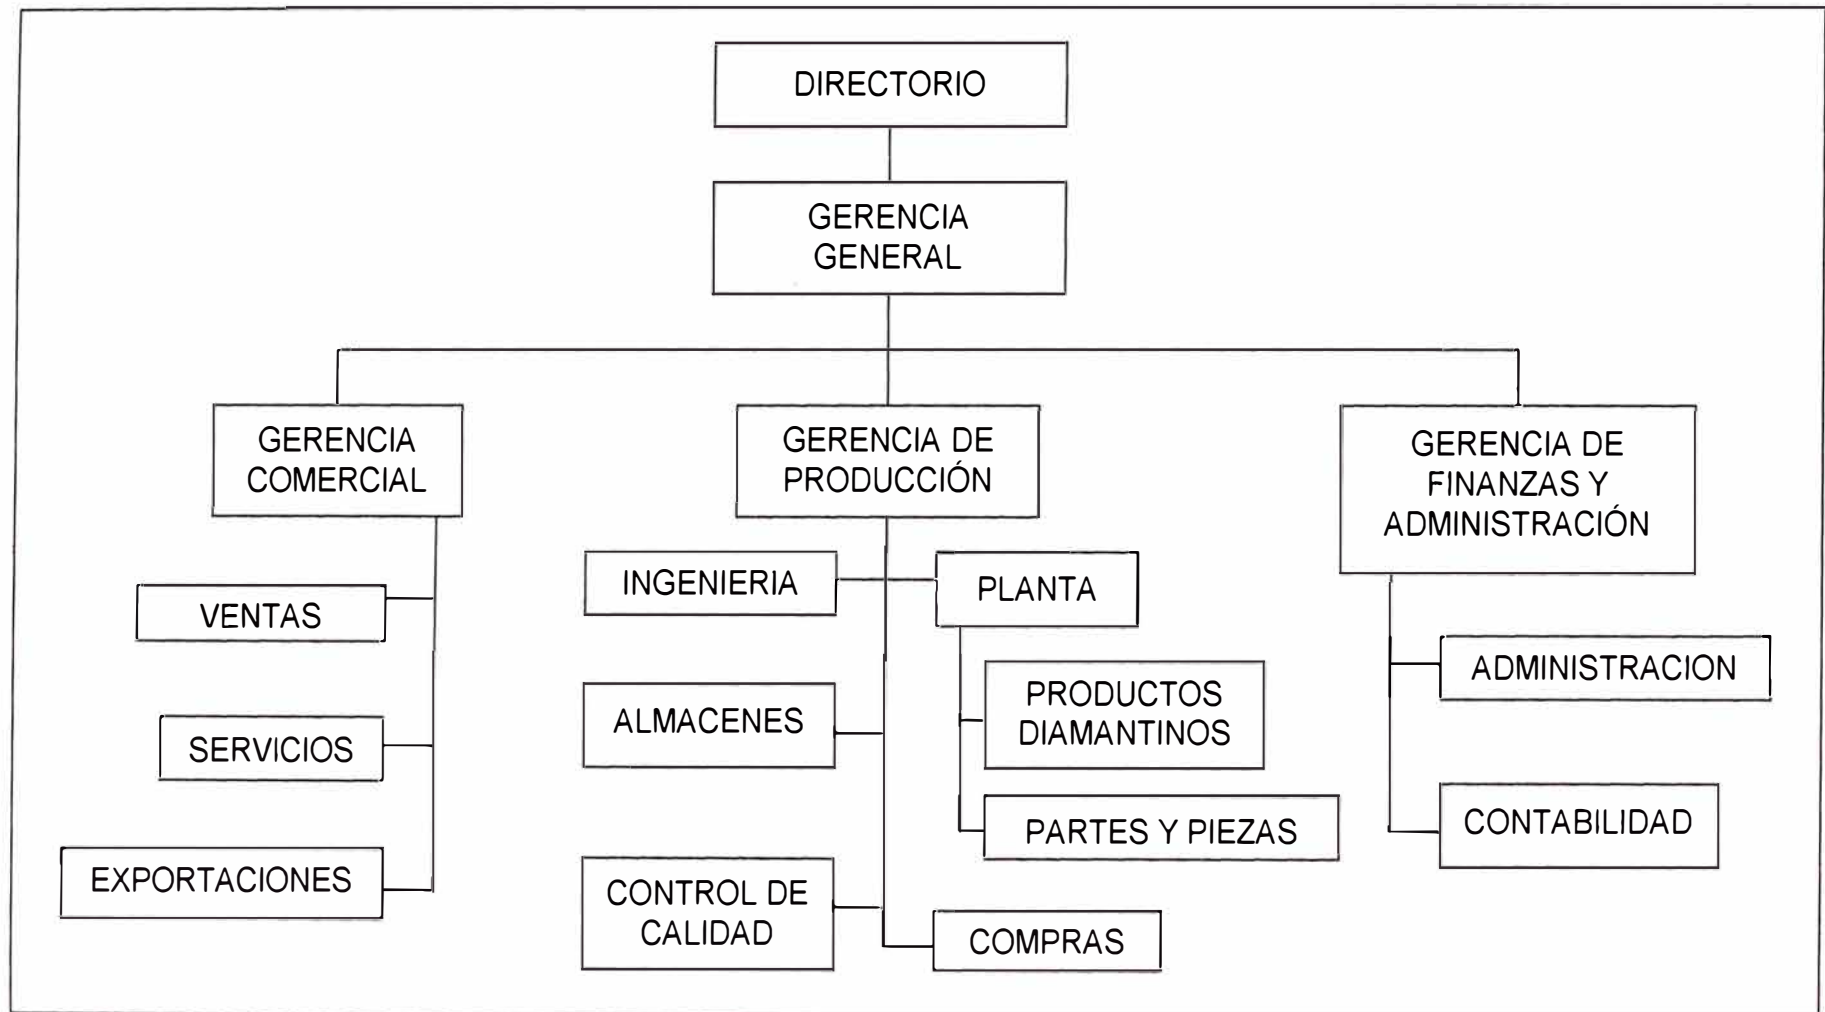 DIRECTORIO
GERENCIA
GENERAL
GERENCIA
COMERCIAL
GERENCIA DE
PRODUCCIÓN
GERENCIA DE
FINANZAS Y
ADMINISTRACIÓN
VENTAS
SERVICIOS
EXPORTACIONES
INGENIERIA
PLANTA
ALMACENES
PRODUCTOS
DIAMANTINOS
PARTES Y PIEZAS
CONTROL DE
CALIDAD
COMPRAS
ADMINISTRACION
CONTABILIDAD